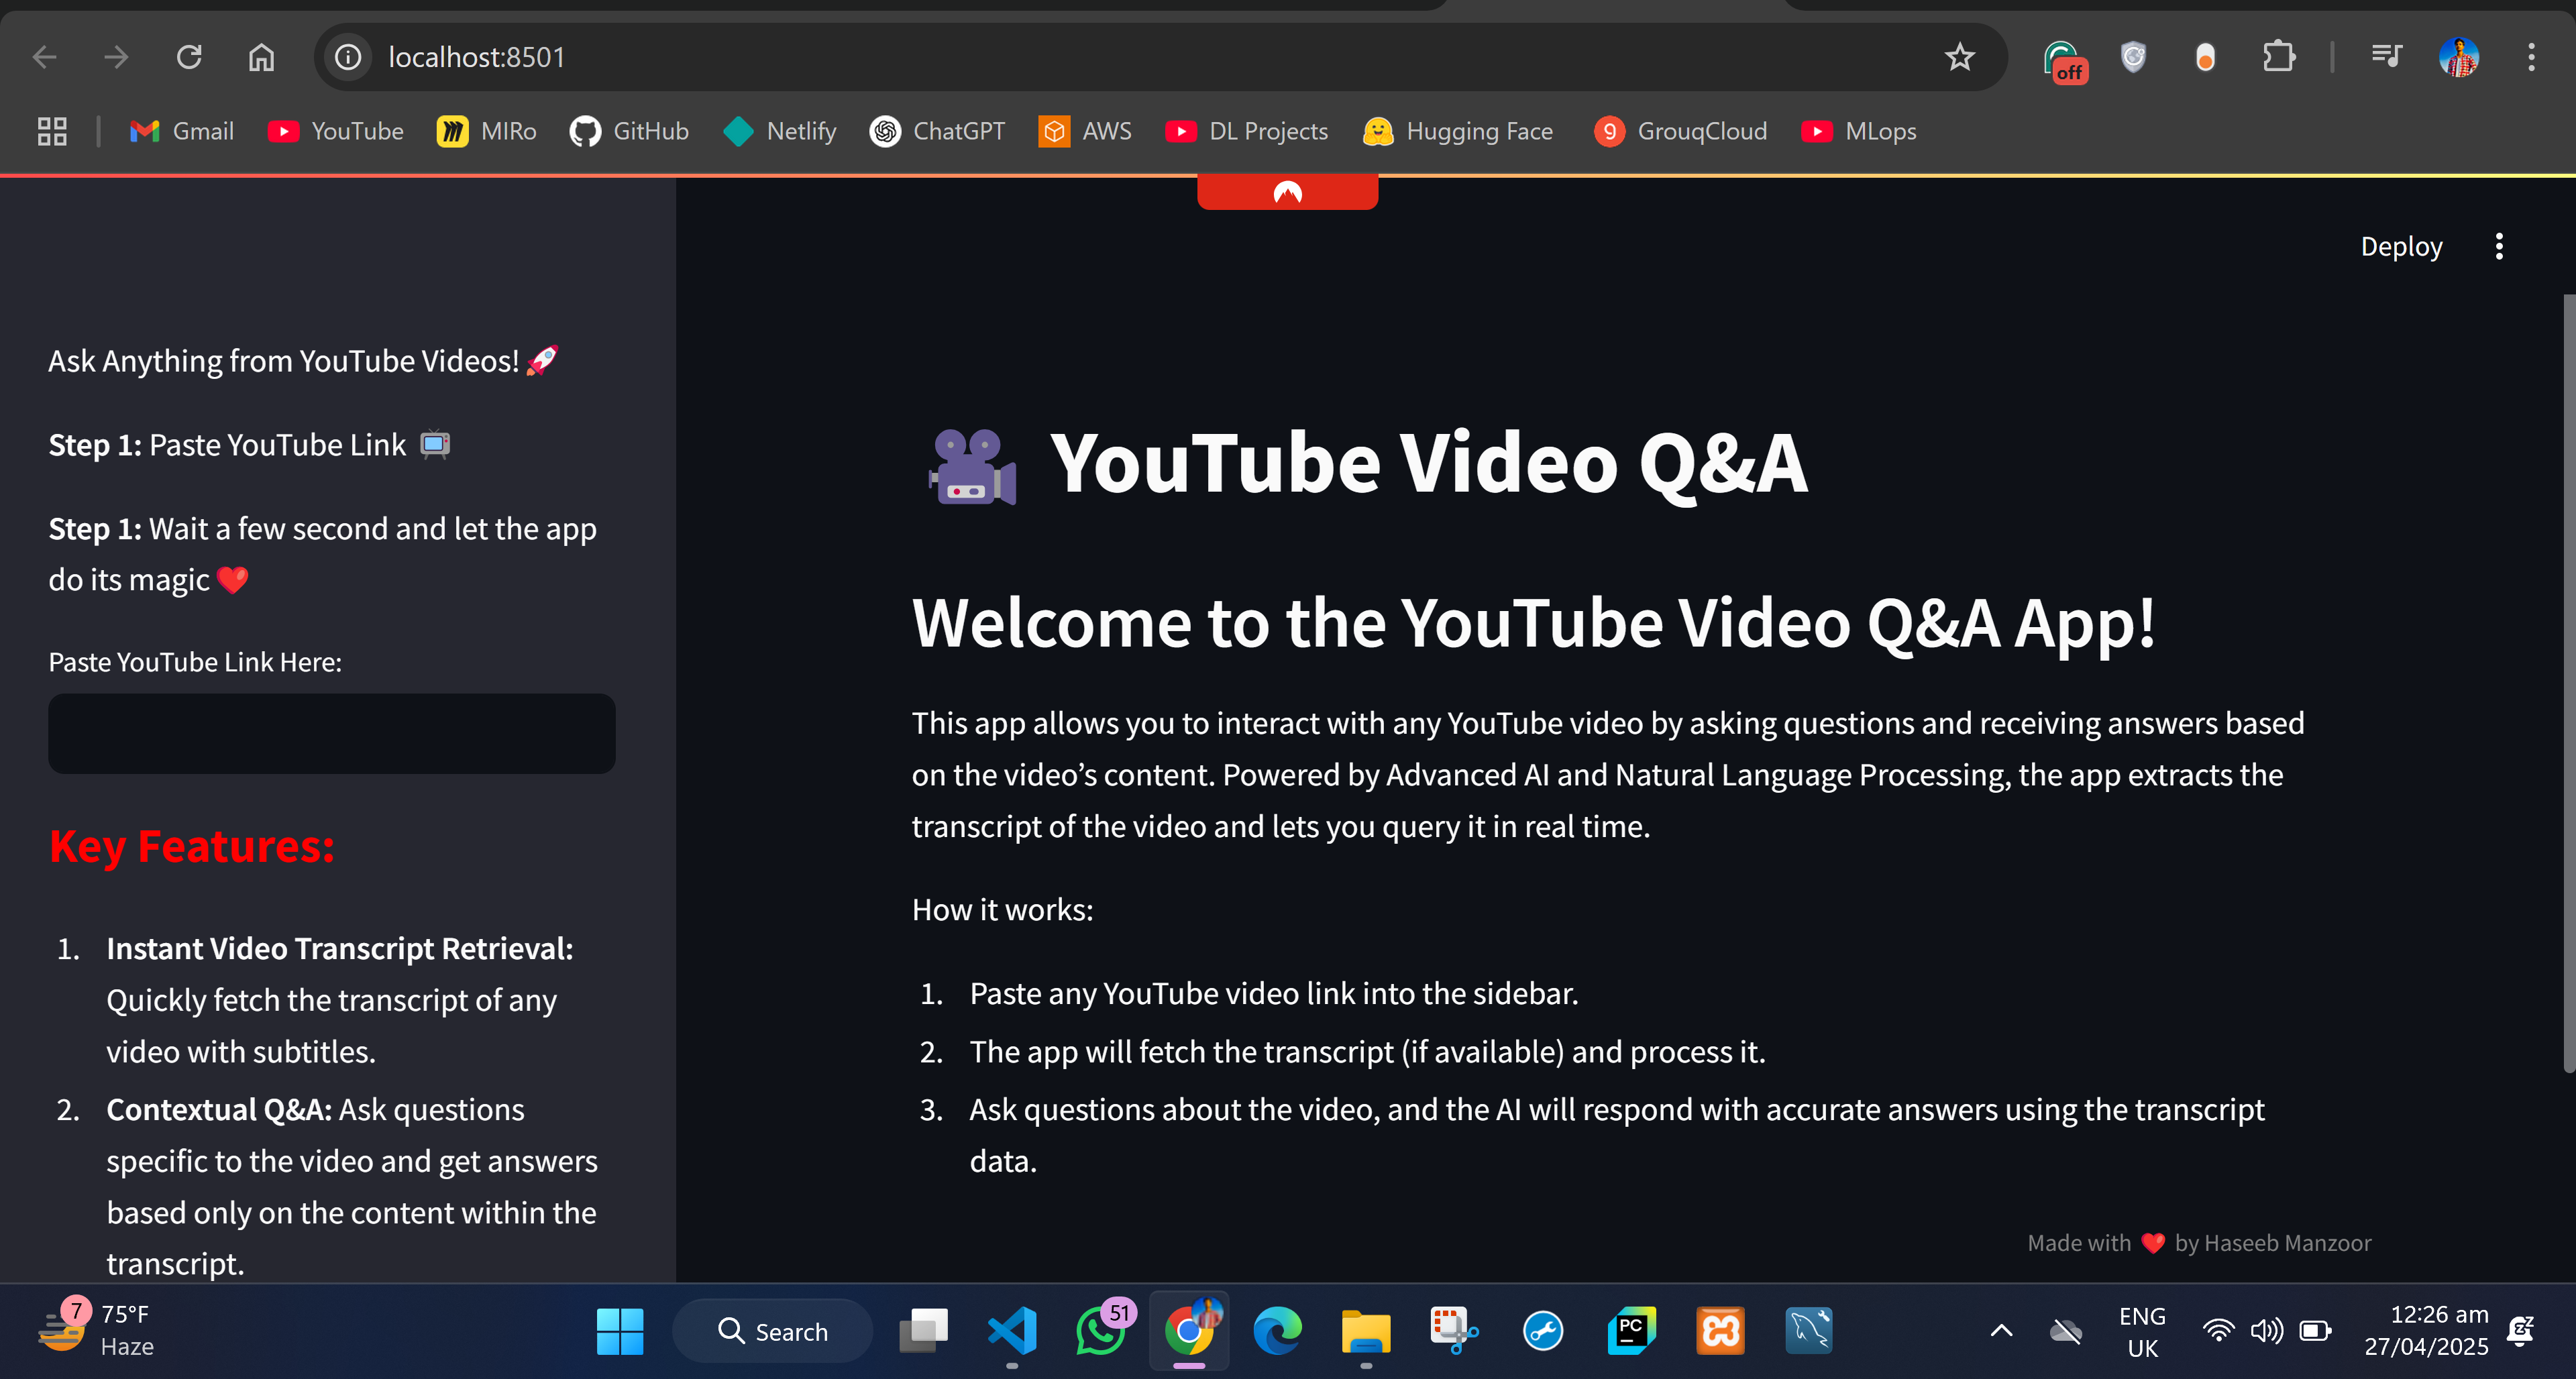 localhost:8501
off
Gmail
YouTube
MIRo
GitHub
Netlify
ChatGPT
AWS
DL Projects
Hugging Face
9
GrouqCloud
MLops
Deploy
Ask Anything from YouTube Videos! 🚀
Step 1: Paste YouTube Link 📺
Step 1: Wait a few second and let the app
do its magic ❤️
Paste YouTube Link Here:
Key Features:
1. Instant Video Transcript Retrieval:
Quickly fetch the transcript of any
video with subtitles.
2. Contextual Q&A: Ask questions
specific to the video and get answers
based only on the content within the
transcript.
🎥 YouTube Video Q&A
Welcome to the YouTube Video Q&A App!
This app allows you to interact with any YouTube video by asking questions and receiving answers based
on the video’s content. Powered by Advanced AI and Natural Language Processing, the app extracts the
transcript of the video and lets you query it in real time.
How it works:
1. Paste any YouTube video link into the sidebar.
2. The app will fetch the transcript (if available) and process it.
3. Ask questions about the video, and the AI will respond with accurate answers using the transcript
data.
Made with ❤️ by Haseeb Manzoor
7
75°F
Haze
Search
51
PC
ENG
UK
12:26 am
27/04/2025